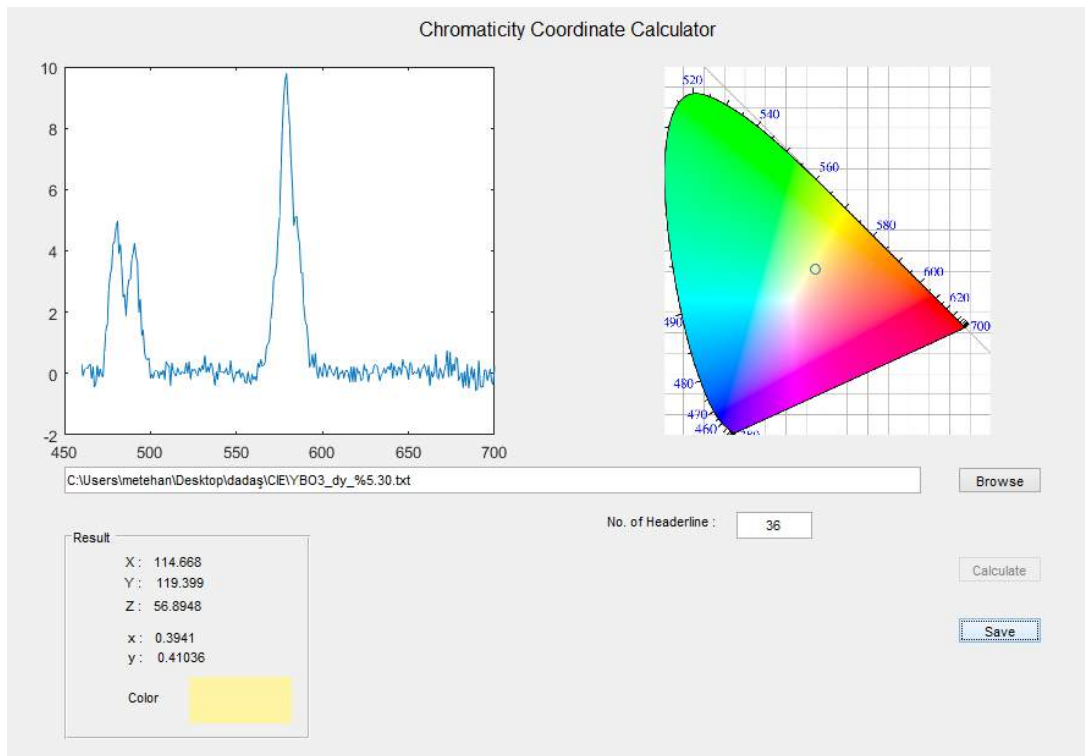 Chromaticity Coordinate Calculator
10
8
6
4
2
0
-2
450 500 550 600 650 700
520
540
560
580
600
620
700
490
480
470
460
C:\Users\metehan\Desktop\dadaş\CIE\YBO3_dy_%5.30.txt
Browse
No. of Headerline :
36
Calculate
Save
Result
X : 114.668
Y : 119.399
Z : 56.8948
x : 0.3941
y : 0.41036
Color